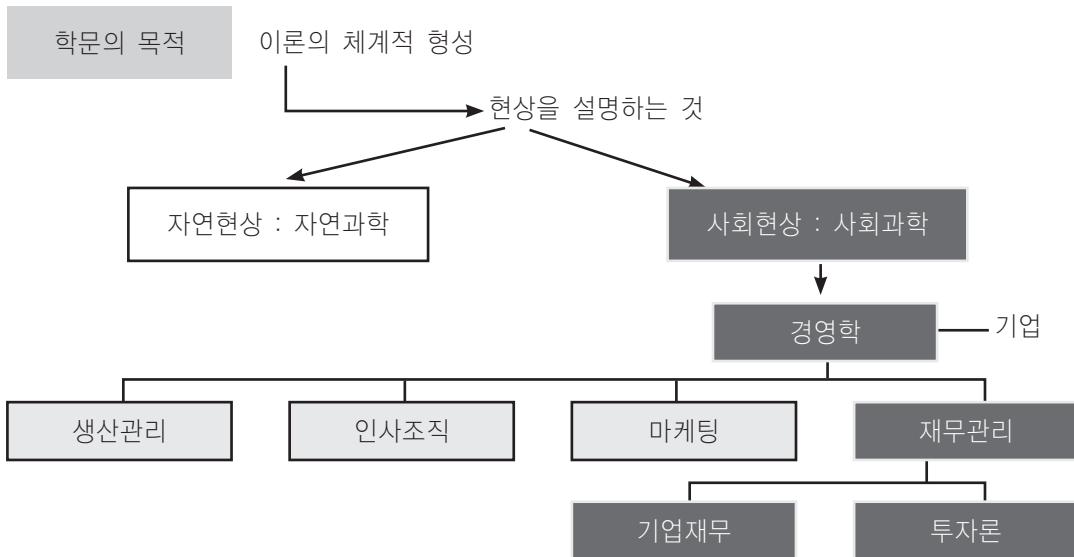 학문의 목적
이론의 체계적 형성
현상을 설명하는 것
자연현상 : 자연과학
사회현상 : 사회과학
경영학
기업
생산관리
인사조직
마케팅
재무관리
기업재무
투자론